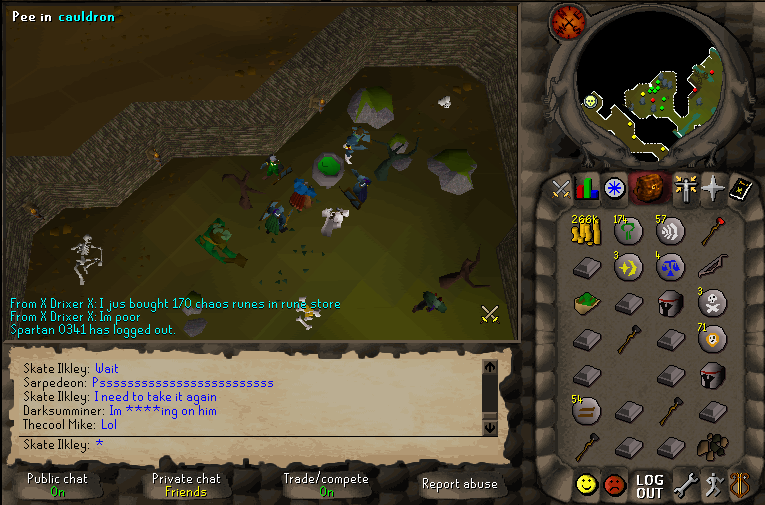 Pee in cauldron
From X Drixer X: I jus bought 170 chaos runes in rune store
From X Drixer X: Im poor
Spartan 0341 has logged out.
Skate Ilkley: Wait
Sarpedeon: Psssssssssssssssssssssssss
Skate Ilkley: I need to take it again
Darksumminer: Im ****ing on him
Thecool Mike: Lol
Skate Ilkley: *
Public chat
On
Private chat
Friends
Trade/compete
On
Report abuse
266K
174
57
3
4
3
71
54
LOG
OUT